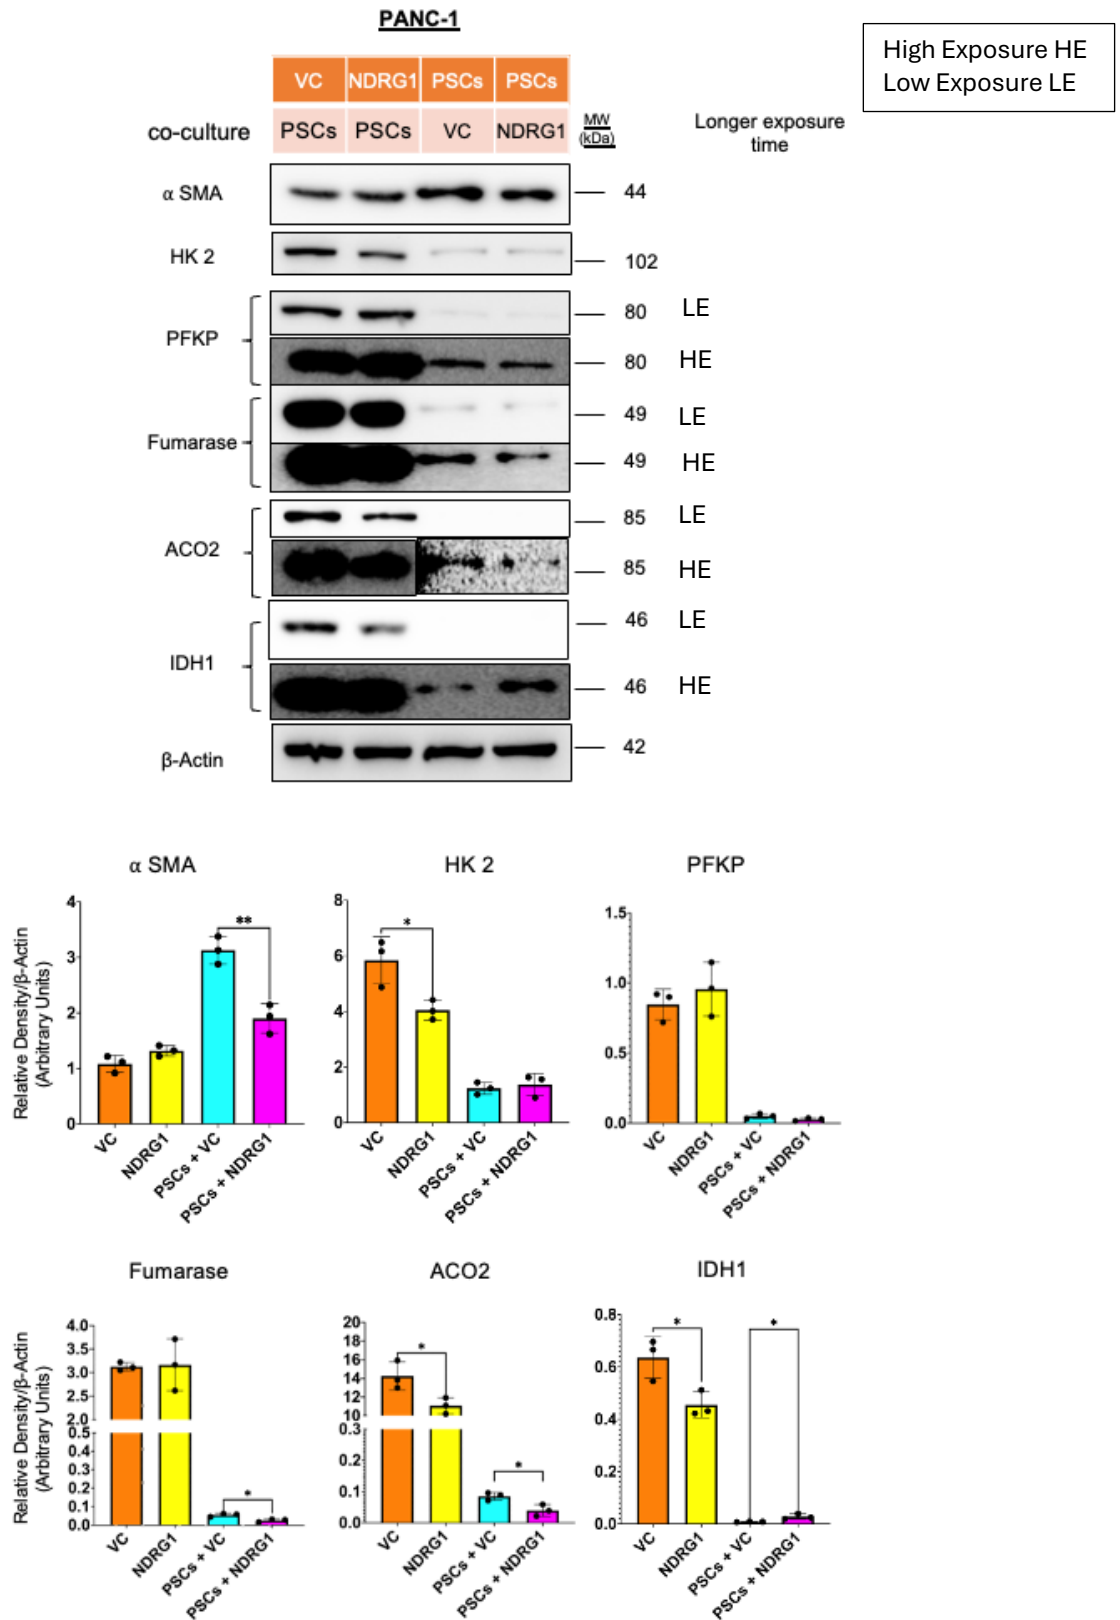 PANC-1
High Exposure HE
Low Exposure LE
VC NDRG1 PSCs PSCs
co-culture PSCs PSCs VC NDRG1 MW (kDa) Longer exposure time
α SMA 44
HK 2 102
PFKP
80 LE
80 HE
Fumarase
49 LE
49 HE
ACO2
85 LE
85 HE
IDH1
46 LE
46 HE
β-Actin 42
α SMA
Relative Density/β-Actin
(Arbitrary Units)
4
3
2
1
0
**
VC
NDRG1
PSCs + VC
PSCs + NDRG1
HK 2
8
6
4
2
0
*
VC
NDRG1
PSCs + VC
PSCs + NDRG1
PFKP
1.5
1.0
0.5
0.0
VC
NDRG1
PSCs + VC
PSCs + NDRG1
Fumarase
Relative Density/β-Actin
(Arbitrary Units)
4.0
3.5
3.0
2.5
2.0
0.5
0.4
0.3
0.2
0.1
0.0
*
VC
NDRG1
PSCs + VC
PSCs + NDRG1
ACO2
20
18
16
14
12
10
0.3
0.2
0.1
0.0
*
*
VC
NDRG1
PSCs + VC
PSCs + NDRG1
IDH1
0.8
0.6
0.4
0.2
0.0
*
*
VC
NDRG1
PSCs + VC
PSCs + NDRG1